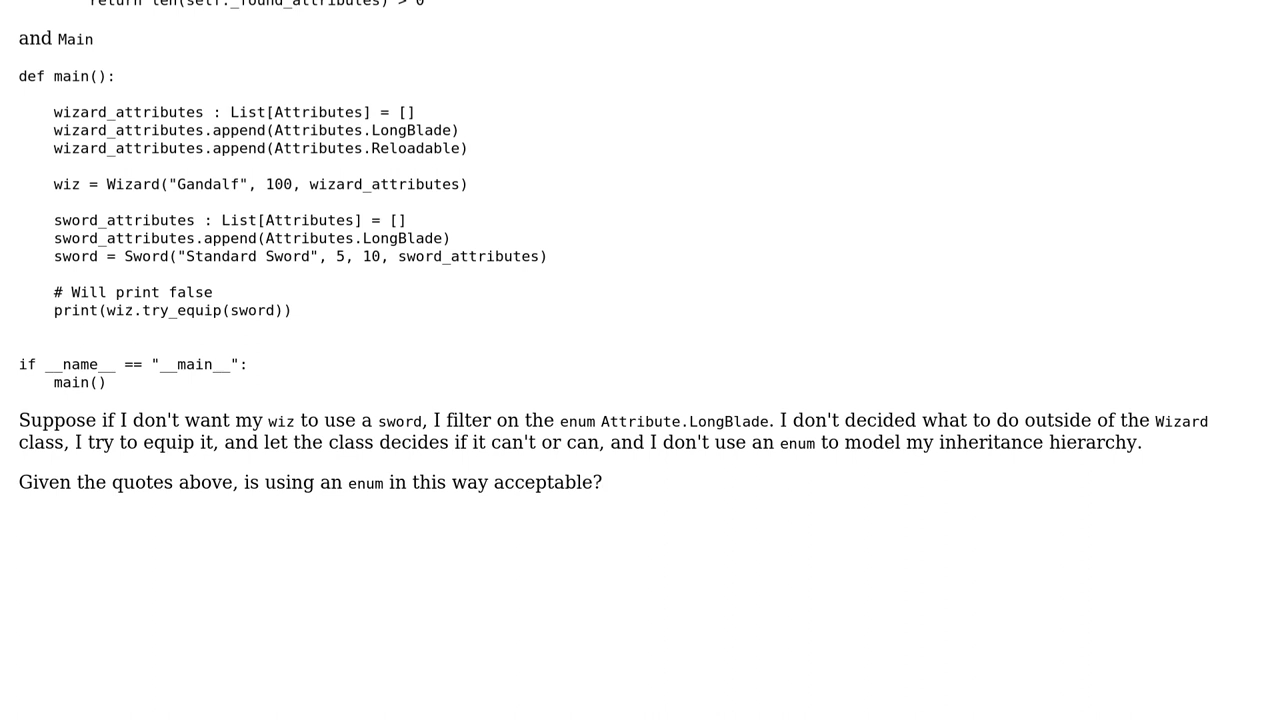 return len(self._found_attributes) > 0
and Main
def main():
wizard_attributes : List[Attributes] = []
wizard_attributes.append(Attributes.LongBlade)
wizard_attributes.append(Attributes.Reloadable)
wiz = Wizard("Gandalf", 100, wizard_attributes)
sword_attributes : List[Attributes] = []
sword_attributes.append(Attributes.LongBlade)
sword = Sword("Standard Sword", 5, 10, sword_attributes)
# Will print false
print(wiz.try_equip(sword))
if __name__ == "__main__":
main()
Suppose if I don't want my wiz to use a sword, I filter on the enum Attribute.LongBlade. I don't decided what to do outside of the Wizard
class, I try to equip it, and let the class decides if it can't or can, and I don't use an enum to model my inheritance hierarchy.
Given the quotes above, is using an enum in this way acceptable?